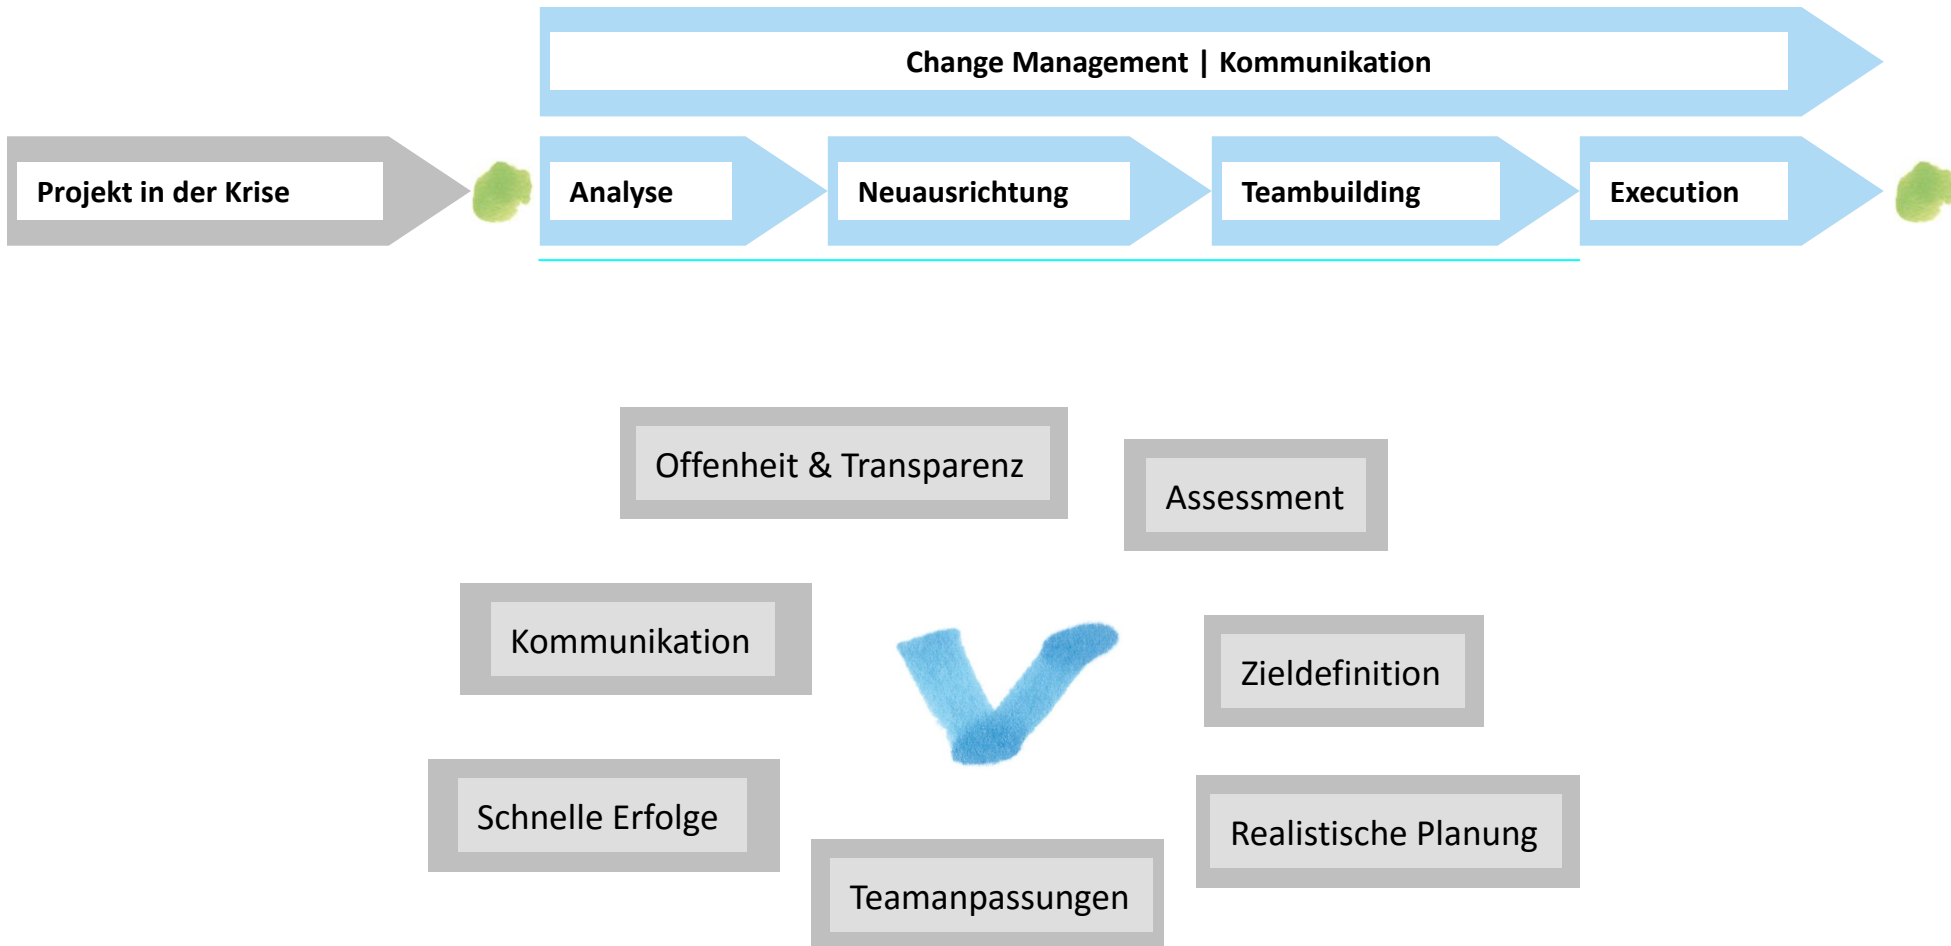 Change Management | Kommunikation
Projekt in der Krise
Analyse
Neuausrichtung
Teambuilding
Execution
Offenheit & Transparenz
Assessment
Kommunikation
Zieldefinition
Schnelle Erfolge
Realistische Planung
Teamanpassungen